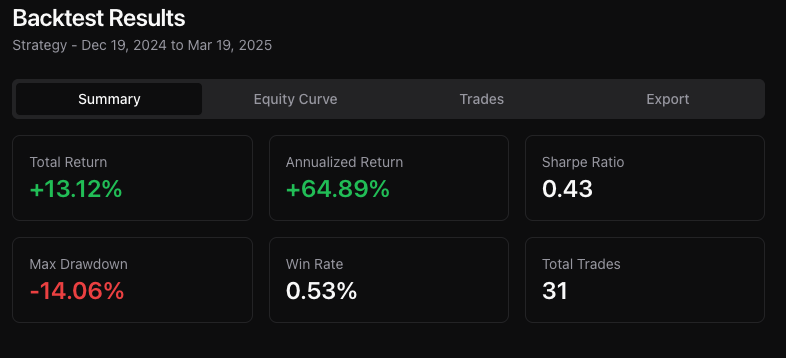 Backtest Results
Strategy - Dec 19, 2024 to Mar 19, 2025
Summary Equity Curve Trades Export
Total Return Annualized Return Sharpe Ratio
+13.12% +64.89% 0.43
Max Drawdown Win Rate Total Trades
-14.06% 0.53% 31